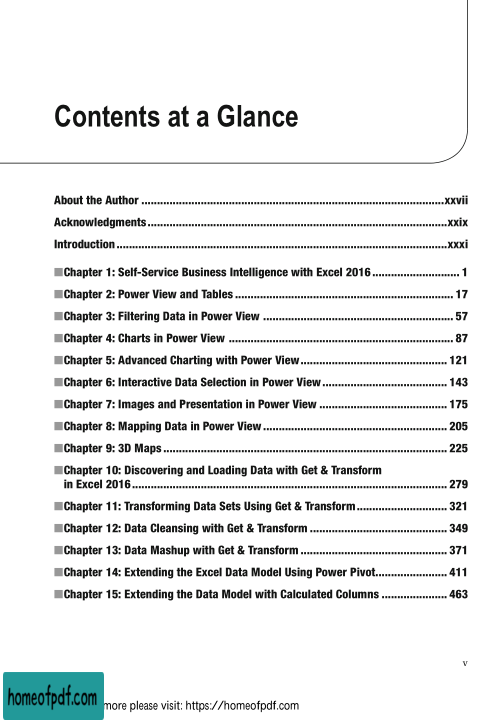 Contents at a Glance
About the Author ................................................................................................xxvii
Acknowledgments...............................................................................................xxix
Introduction.........................................................................................................xxxi
■Chapter 1: Self-Service Business Intelligence with Excel 2016............................ 1
■Chapter 2: Power View and Tables...................................................................... 17
■Chapter 3: Filtering Data in Power View ............................................................. 57
■Chapter 4: Charts in Power View ........................................................................ 87
■Chapter 5: Advanced Charting with Power View............................................... 121
■Chapter 6: Interactive Data Selection in Power View........................................ 143
■Chapter 7: Images and Presentation in Power View ......................................... 175
■Chapter 8: Mapping Data in Power View........................................................... 205
■Chapter 9: 3D Maps........................................................................................... 225
■Chapter 10: Discovering and Loading Data with Get & Transform
in Excel 2016..................................................................................................... 279
■Chapter 11: Transforming Data Sets Using Get & Transform............................. 321
■Chapter 12: Data Cleansing with Get & Transform ............................................ 349
■Chapter 13: Data Mashup with Get & Transform............................................... 371
■Chapter 14: Extending the Excel Data Model Using Power Pivot....................... 411
■Chapter 15: Extending the Data Model with Calculated Columns ..................... 463
v
homeofpdf.com
more please visit: https://homeofpdf.com